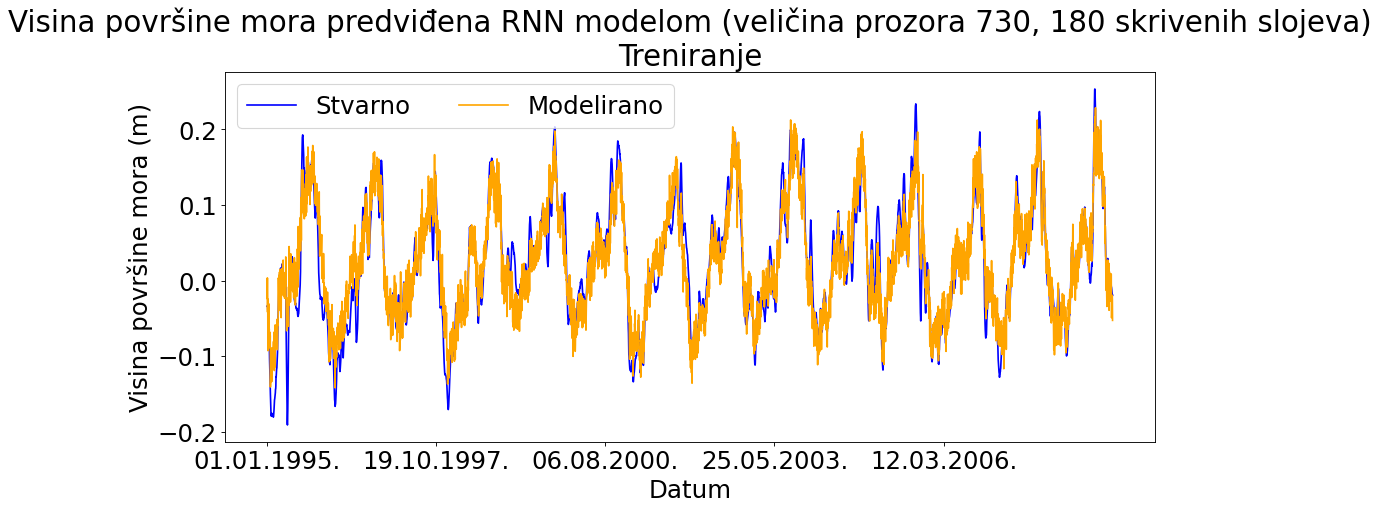 Visina površine mora predviđena RNN modelom (veličina prozora 730, 180 skrivenih slojeva)
Treniranje
Stvarno Modelirano
Visina površine mora (m)
0.2
0.1
0.0
−0.1
−0.2
01.01.1995. 19.10.1997. 06.08.2000. 25.05.2003. 12.03.2006.
Datum